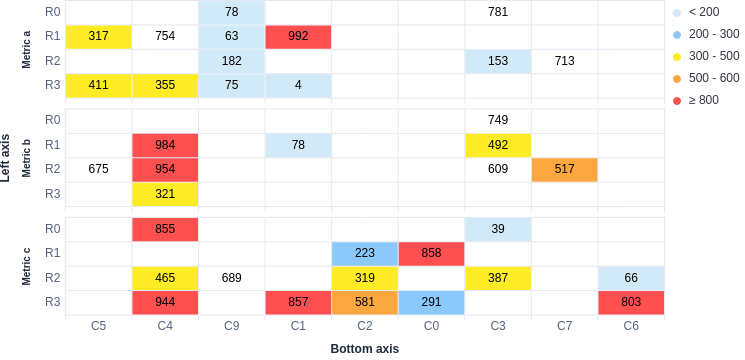 Left axis
Metric a
R0 78 781
R1 317 754 63 992
R2 182 153 713
R3 411 355 75 4
Metric b
R0 749
R1 984 78 492
R2 675 954 609 517
R3 321
Metric c
R0 855 39
R1 223 858
R2 465 689 319 387 66
R3 944 857 581 291 803
C5 C4 C9 C1 C2 C0 C3 C7 C6
Bottom axis
< 200
200 - 300
300 - 500
500 - 600
≥ 800